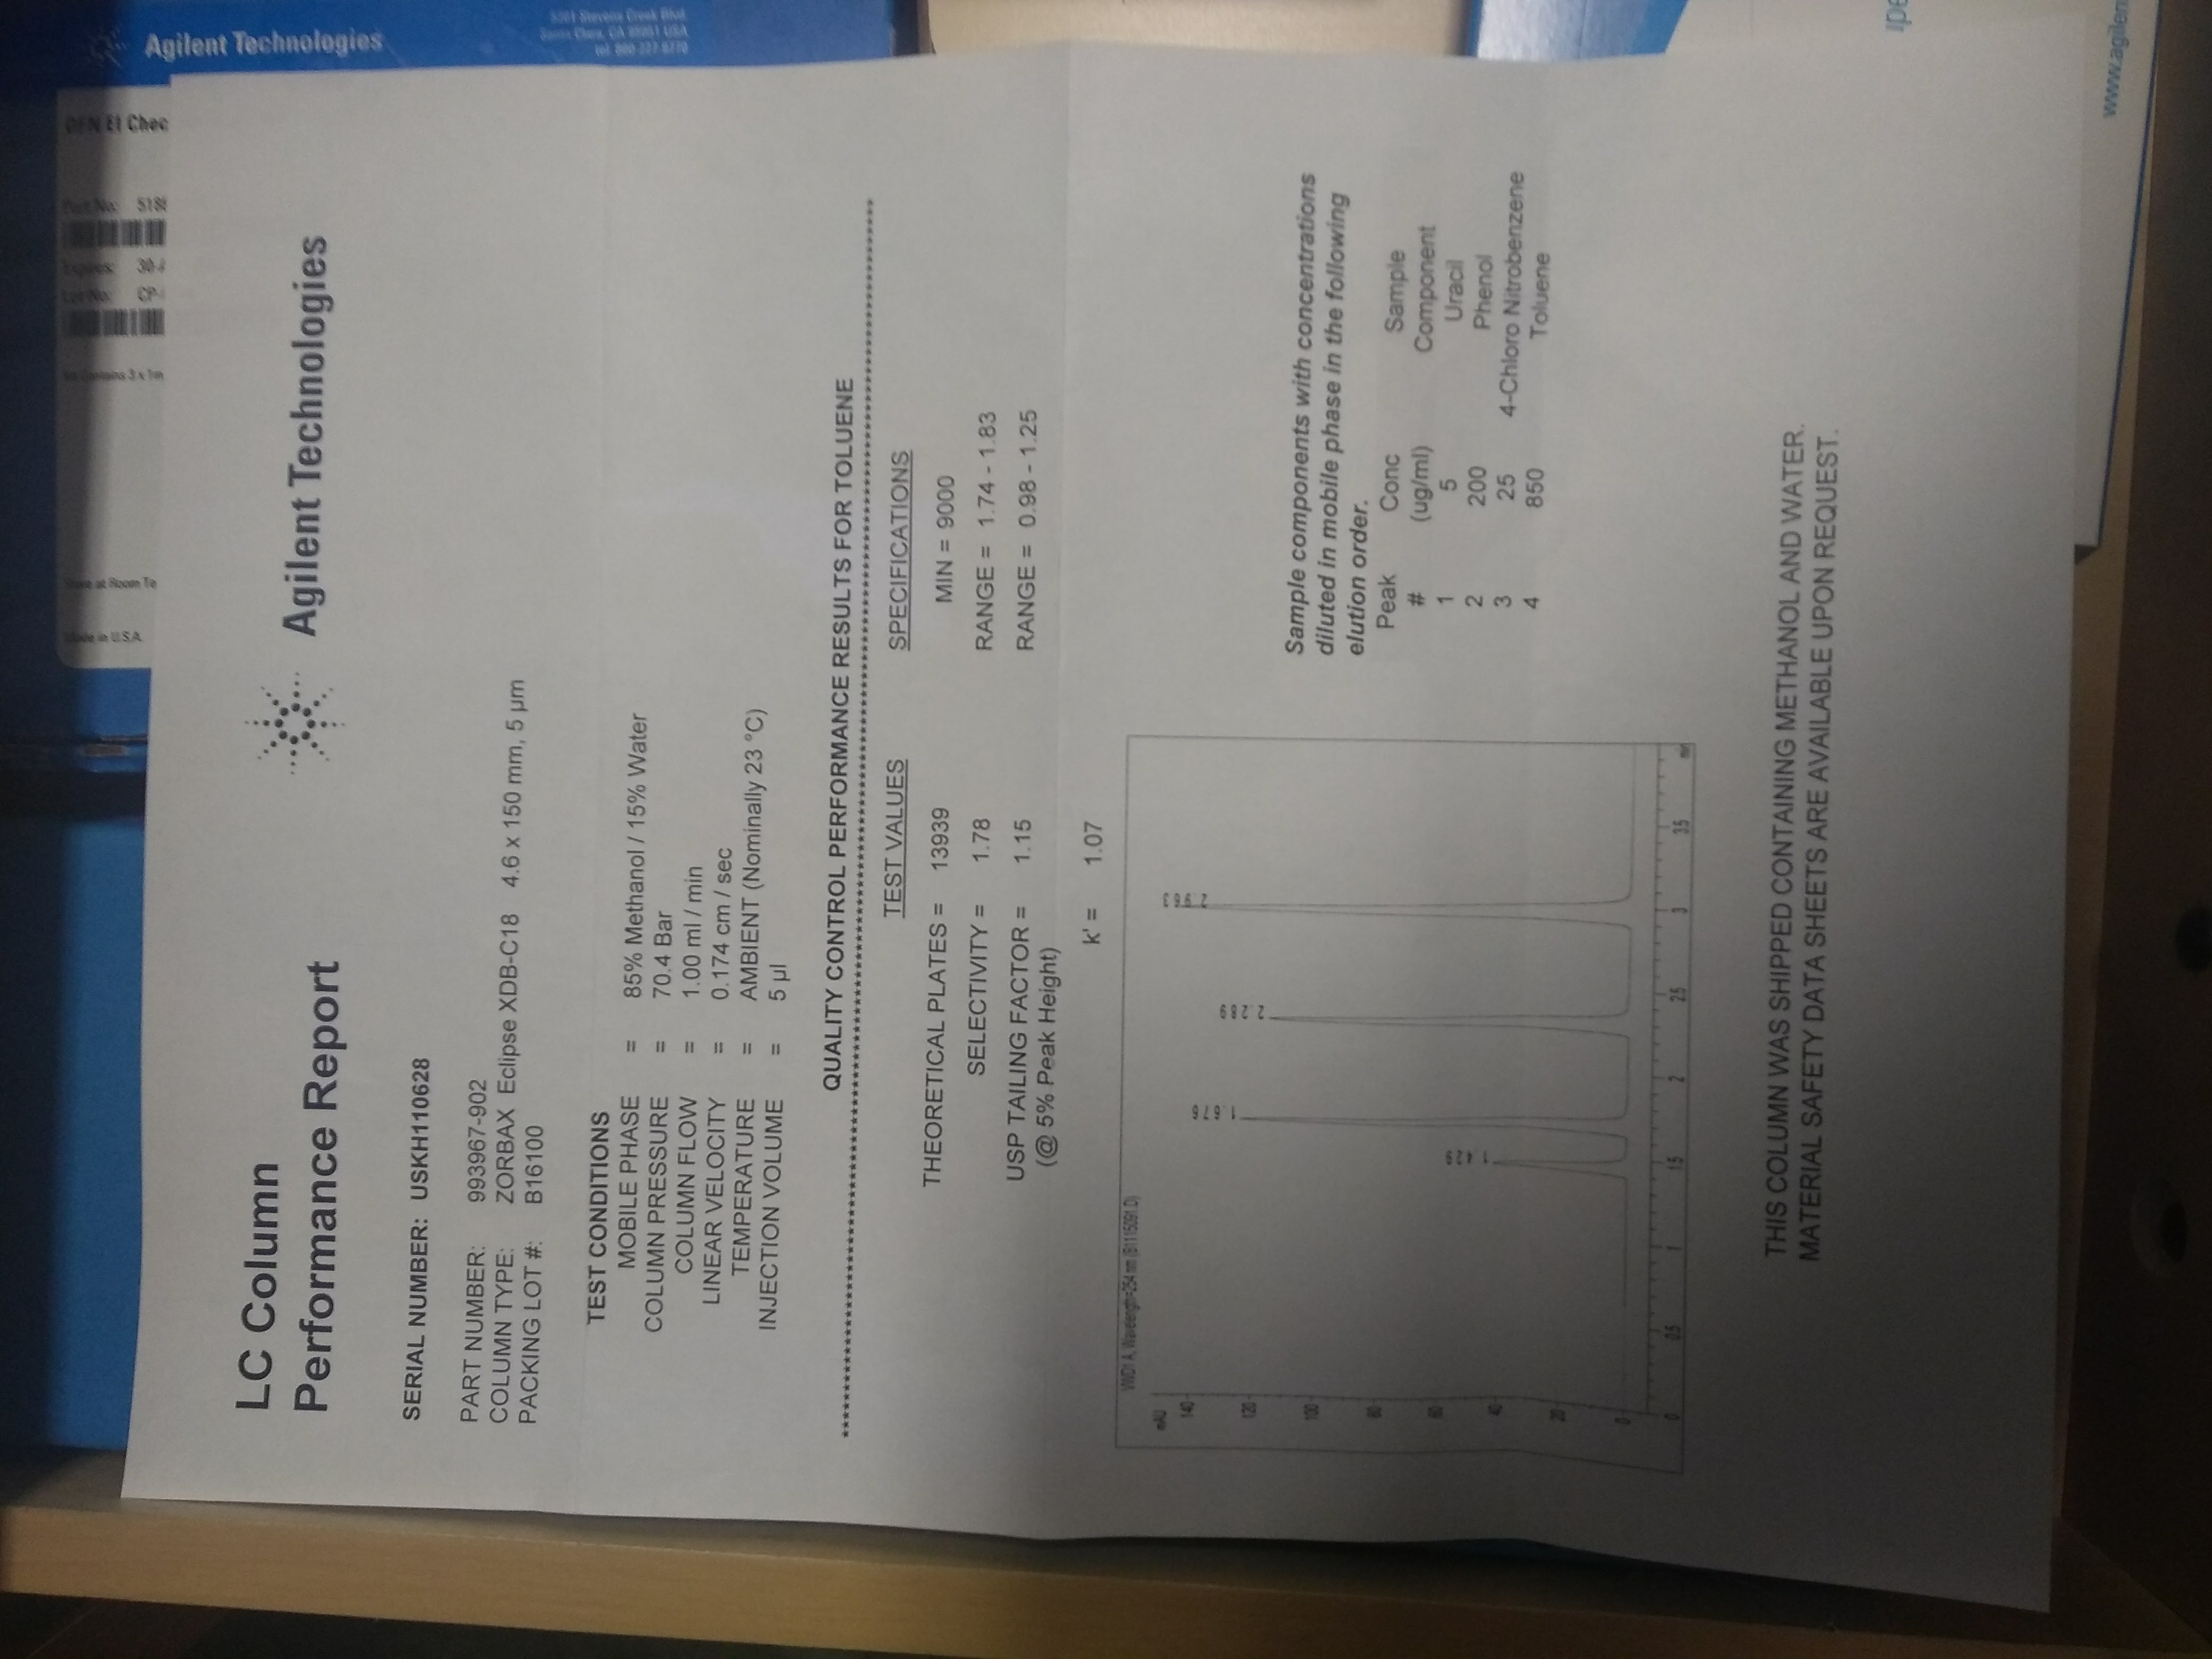 LC Column
Performance Report
Agilent Technologies
SERIAL NUMBER: USKH110628
PART NUMBER: 993967-902
COLUMN TYPE: ZORBAX Eclipse XDB-C18 4.6 x 150 mm, 5 µm
PACKING LOT #: B16100
TEST CONDITIONS
MOBILE PHASE = 85% Methanol / 15% Water
COLUMN PRESSURE = 70.4 Bar
COLUMN FLOW = 1.00 ml / min
LINEAR VELOCITY = 0.174 cm / sec
TEMPERATURE = AMBIENT (Nominally 23 °C)
INJECTION VOLUME = 5 µl
QUALITY CONTROL PERFORMANCE RESULTS FOR TOLUENE
TEST VALUES SPECIFICATIONS
THEORETICAL PLATES = 13939 MIN = 9000
SELECTIVITY = 1.78 RANGE = 1.74 - 1.83
USP TAILING FACTOR = 1.15 RANGE = 0.98 - 1.25
(@ 5% Peak Height)
k' = 1.07
VWD1 A, Wavelength=254 nm (B1115091.D)
mAU
140
120
100
80
60
40
20
0
1.429
1.676
2.289
2.963
0 0.5 1 1.5 2 2.5 3 3.5 min
Sample components with concentrations
diluted in mobile phase in the following
elution order.
Peak Conc Sample
# (ug/ml) Component
1 5 Uracil
2 200 Phenol
3 25 4-Chloro Nitrobenzene
4 850 Toluene
THIS COLUMN WAS SHIPPED CONTAINING METHANOL AND WATER.
MATERIAL SAFETY DATA SHEETS ARE AVAILABLE UPON REQUEST.
Agilent Technologies
www.agilen